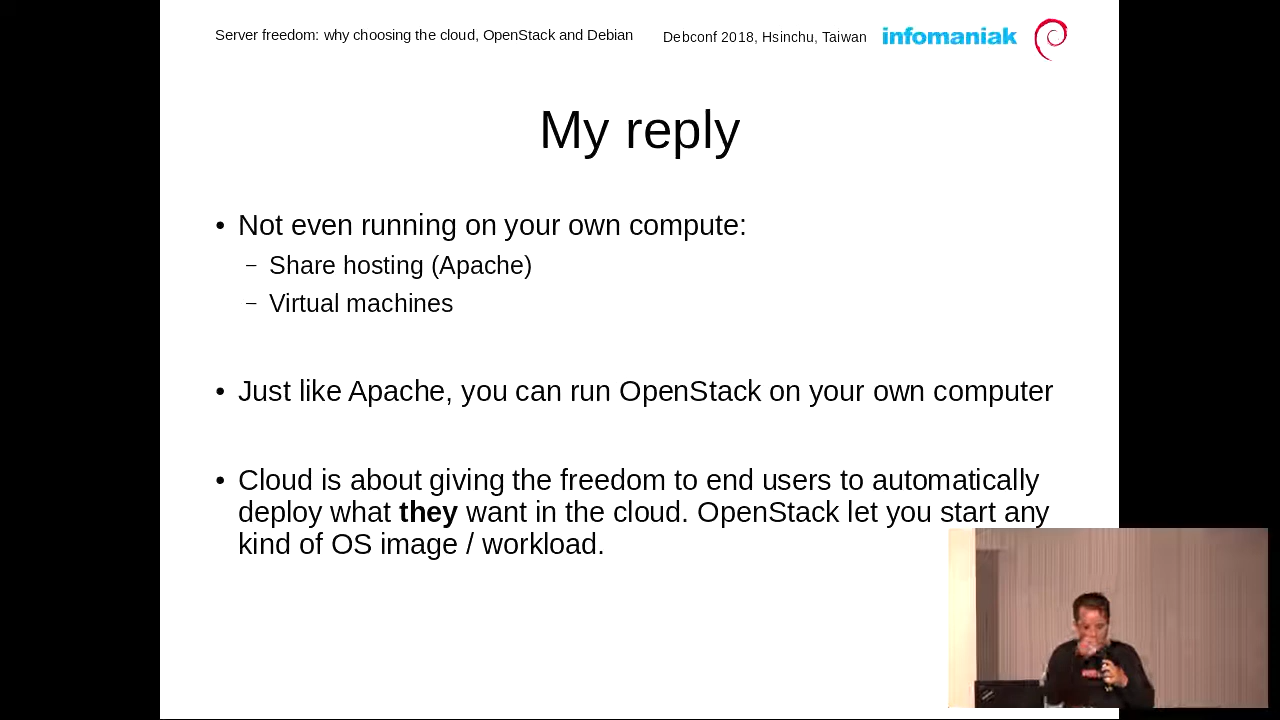 Server freedom: why choosing the cloud, OpenStack and Debian
Debconf 2018, Hsinchu, Taiwan
infomaniak
My reply
• Not even running on your own compute:
– Share hosting (Apache)
– Virtual machines
• Just like Apache, you can run OpenStack on your own computer
• Cloud is about giving the freedom to end users to automatically
deploy what they want in the cloud. OpenStack let you start any
kind of OS image / workload.